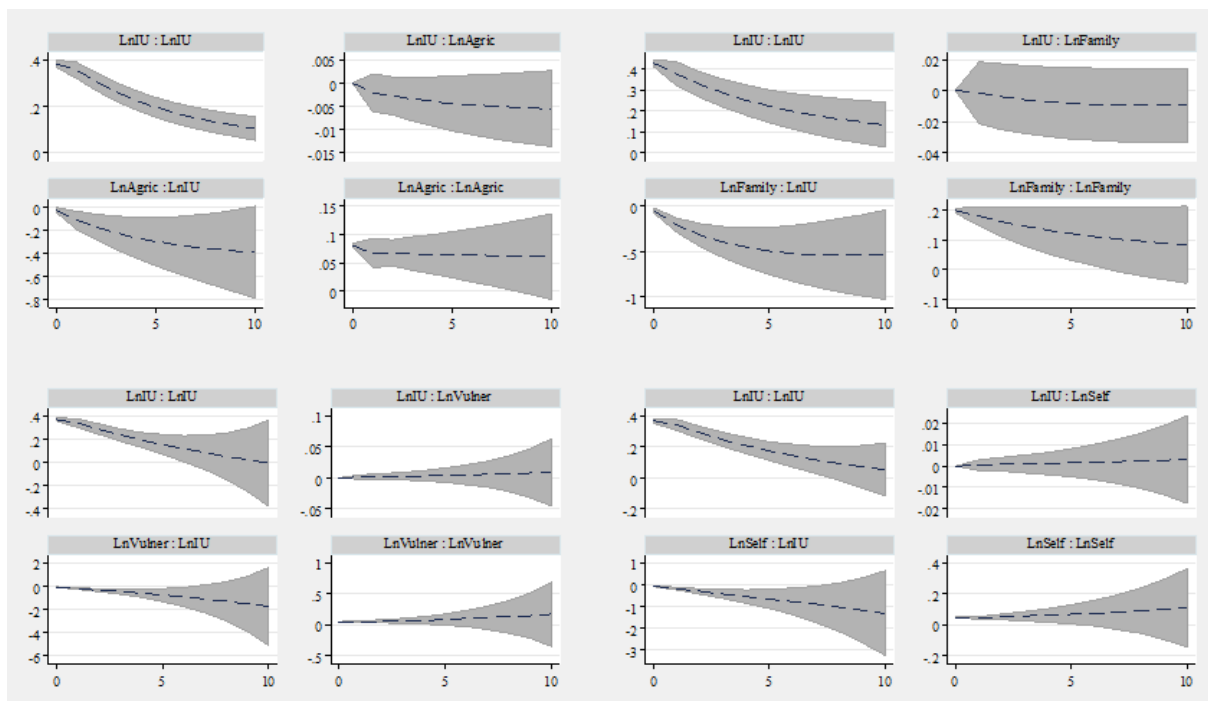 LnIU : LnIU
.4
.2
0
LnIU : LnAgric
.005
0
-.005
-.01
-.015
LnIU : LnIU
.4
.3
.2
.1
0
LnIU : LnFamily
.02
0
-.02
-.04
LnAgric : LnIU
0
-.2
-.4
-.6
-.8
0 5 10
LnAgric : LnAgric
.15
.1
.05
0
0 5 10
LnFamily : LnIU
0
-.5
-1
0 5 10
LnFamily : LnFamily
.2
.1
0
-.1
0 5 10
LnIU : LnIU
.4
.2
0
-.2
-.4
LnIU : LnVulner
.1
.05
0
-.05
LnIU : LnIU
.4
.2
0
-.2
LnIU : LnSelf
.02
.01
0
-.01
-.02
LnVulner : LnIU
2
0
-2
-4
-6
0 5 10
LnVulner : LnVulner
1
.5
0
-.5
0 5 10
LnSelf : LnIU
1
0
-1
-2
-3
0 5 10
LnSelf : LnSelf
.4
.2
0
-.2
0 5 10